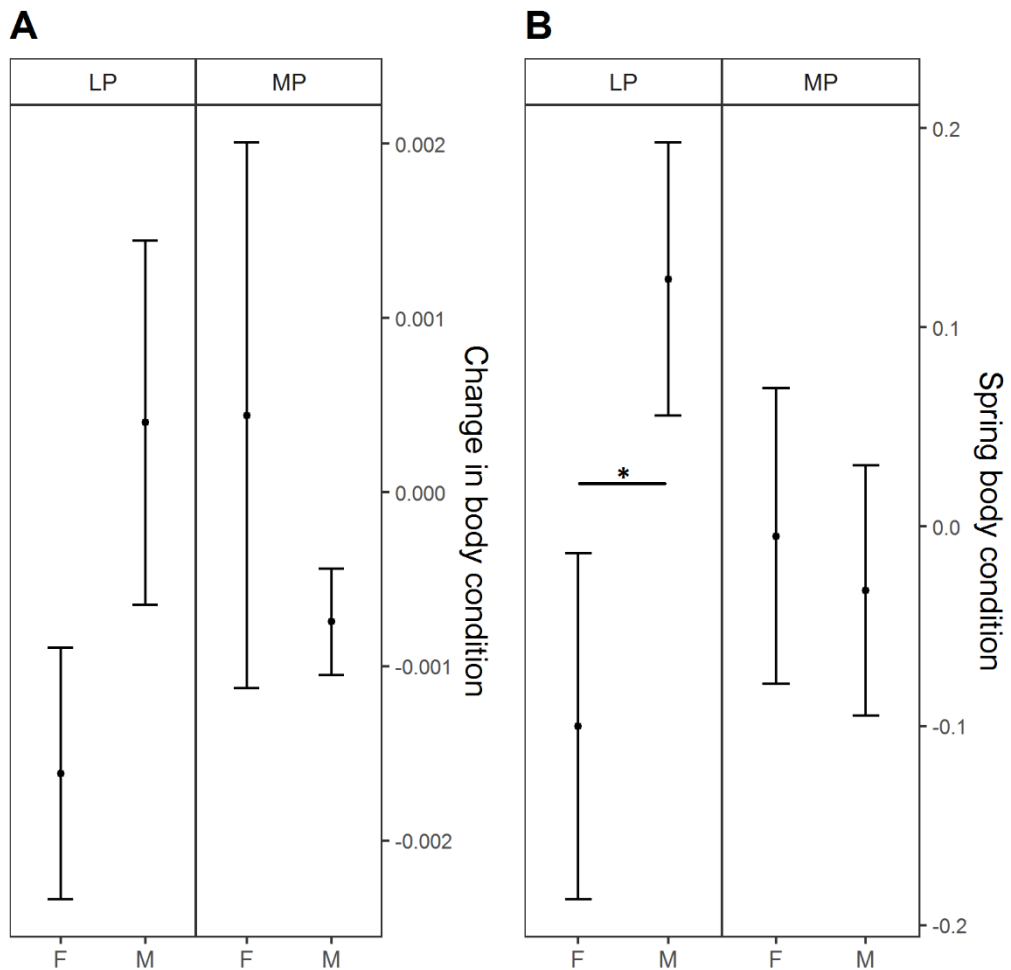 A
LP MP
0.002
0.001
0.000
-0.001
-0.002
Change in body condition
F M F M
B
LP MP
*
0.2
0.1
0.0
-0.1
-0.2
Spring body condition
F M F M